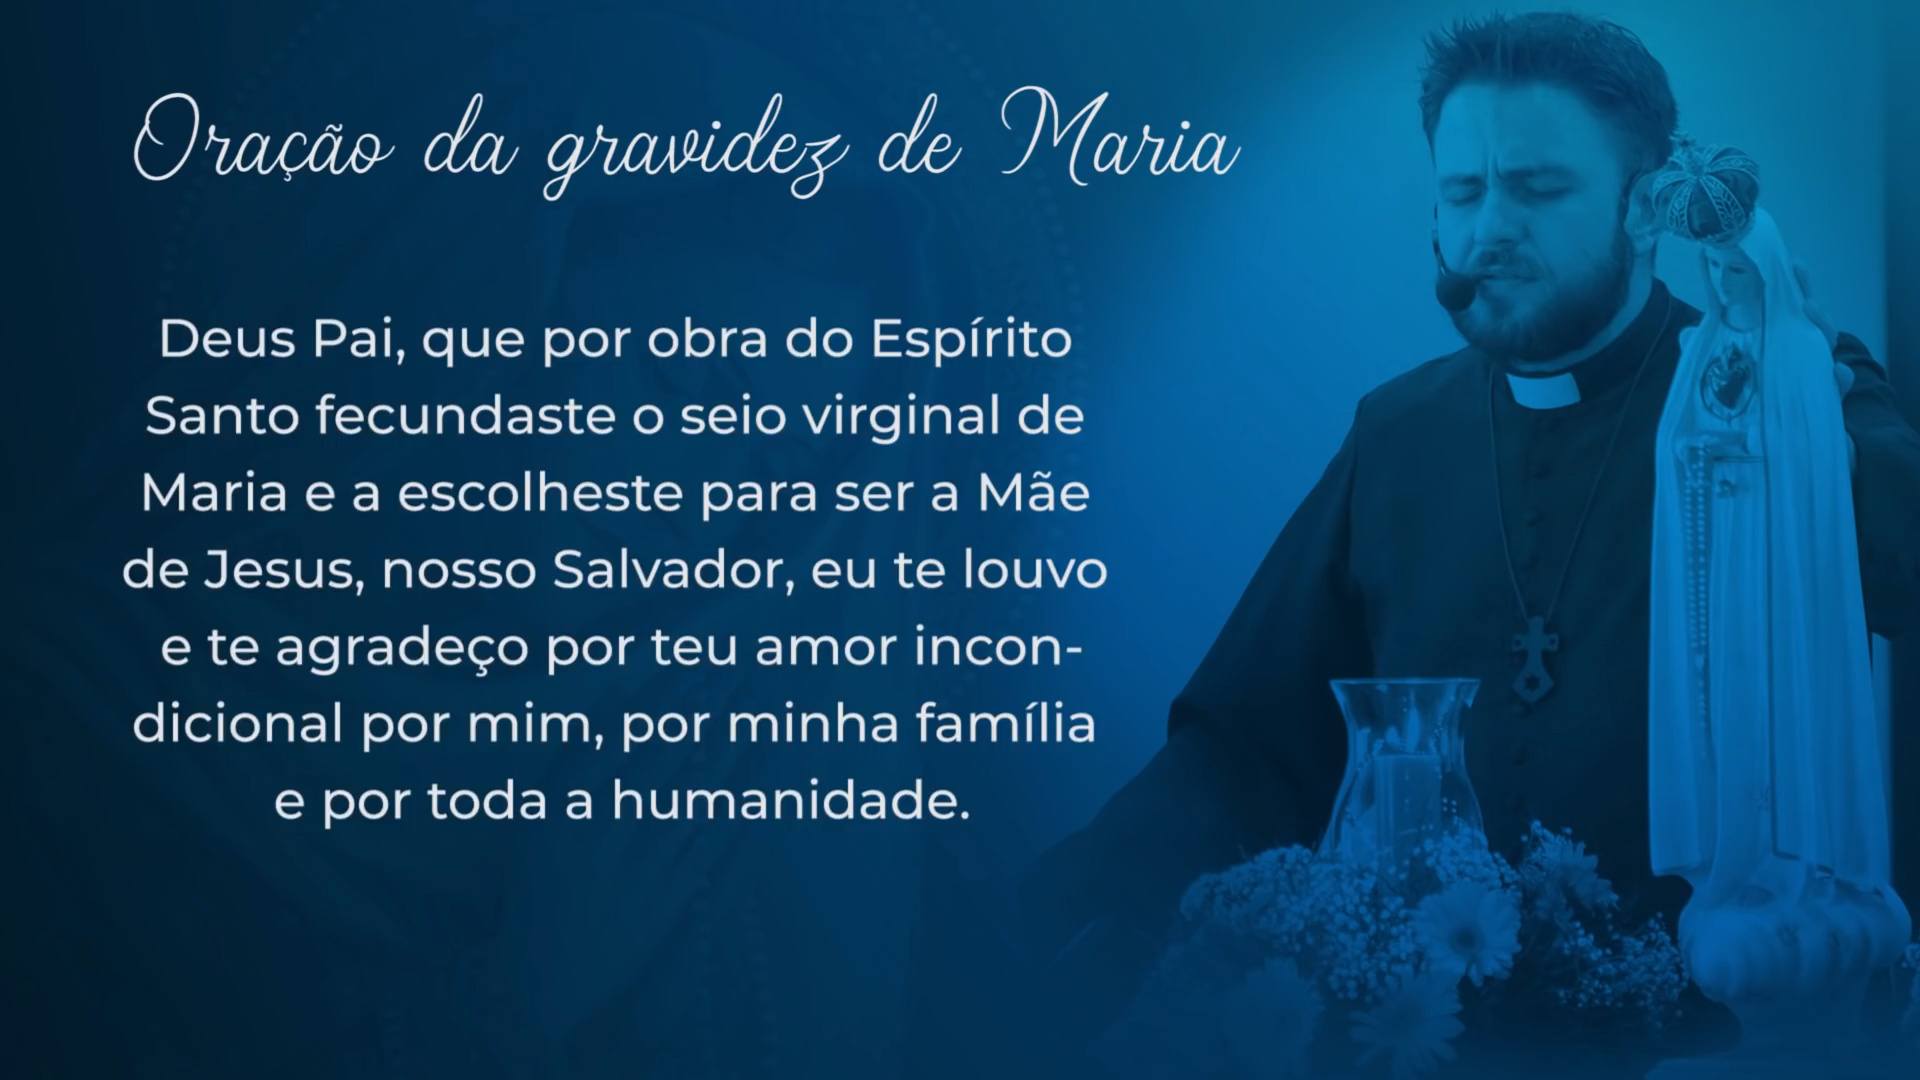 Oração da gravidez de Maria
Deus Pai, que por obra do Espírito
Santo fecundaste o seio virginal de
Maria e a escolheste para ser a Mãe
de Jesus, nosso Salvador, eu te louvo
e te agradeço por teu amor incon-
dicional por mim, por minha família
e por toda a humanidade.